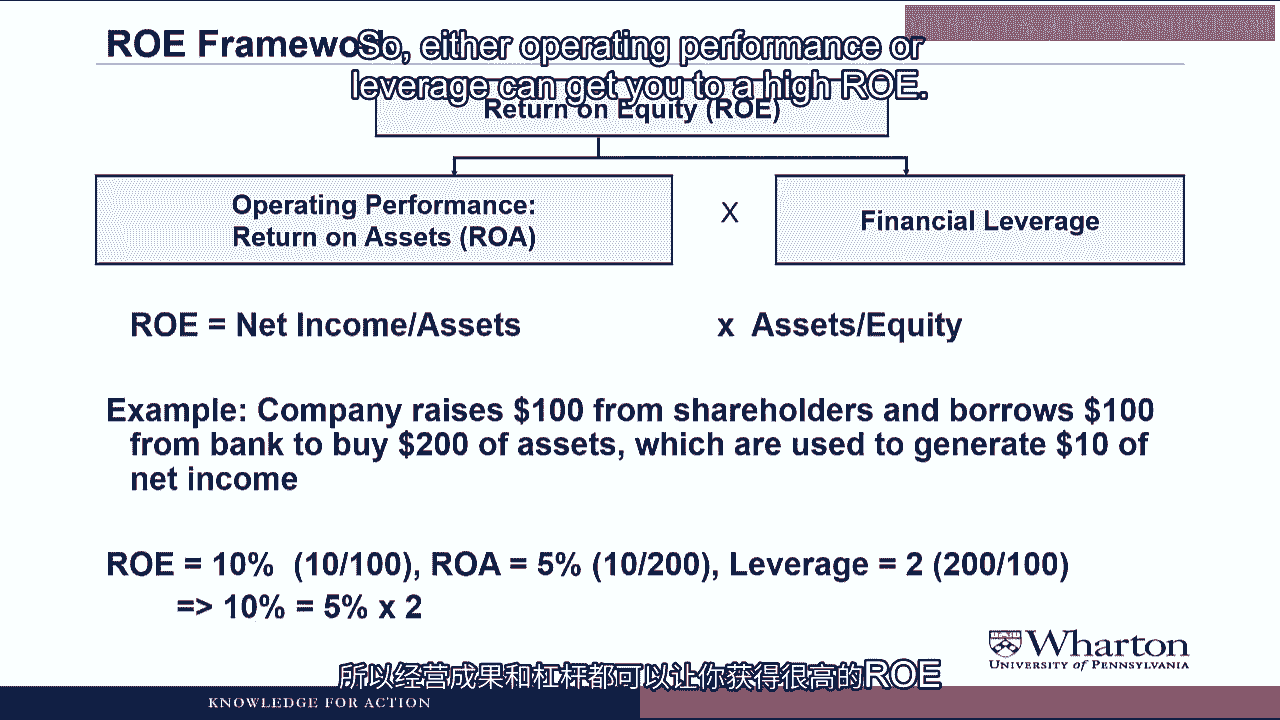 ROE Framework
So, either operating performance or
leverage can get you to a high ROE.
Return on Equity (ROE)
Operating Performance:
Return on Assets (ROA)
X
Financial Leverage
ROE = Net Income/Assets x Assets/Equity
Example: Company raises $100 from shareholders and borrows $100
from bank to buy $200 of assets, which are used to generate $10 of
net income
ROE = 10% (10/100), ROA = 5% (10/200), Leverage = 2 (200/100)
=> 10% = 5% x 2
Wharton
UNIVERSITY of PENNSYLVANIA
所以经营成果和杠杆都可以让你获得很高的ROE
KNOWLEDGE FOR ACTION